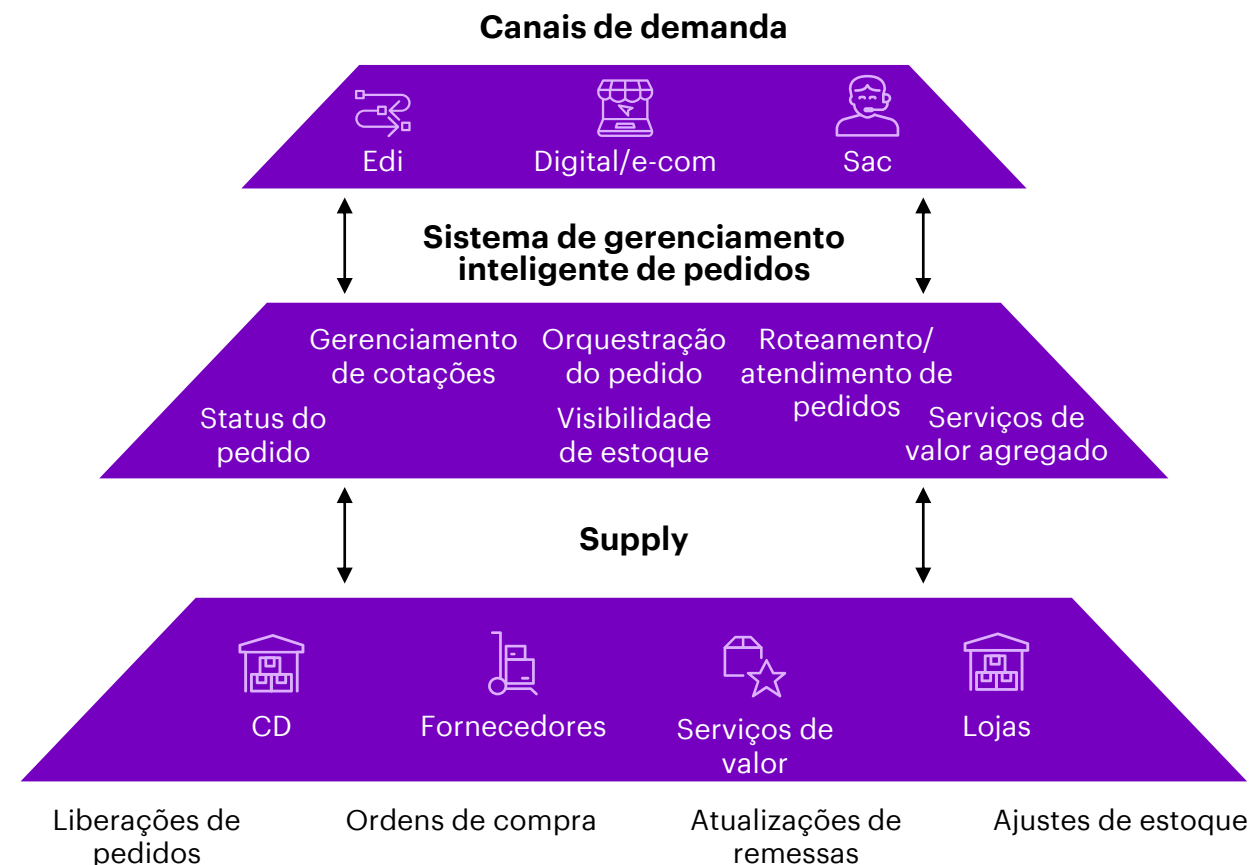 Canais de demanda
Edi
Digital/e-com
Sac
Sistema de gerenciamento
inteligente de pedidos
Gerenciamento
de cotações
Orquestração
do pedido
Roteamento/
atendimento de
pedidos
Status do
pedido
Visibilidade
de estoque
Serviços de
valor agregado
Supply
CD
Fornecedores
Serviços de
valor
Lojas
Liberações de
pedidos
Ordens de compra
Atualizações de
remessas
Ajustes de estoque